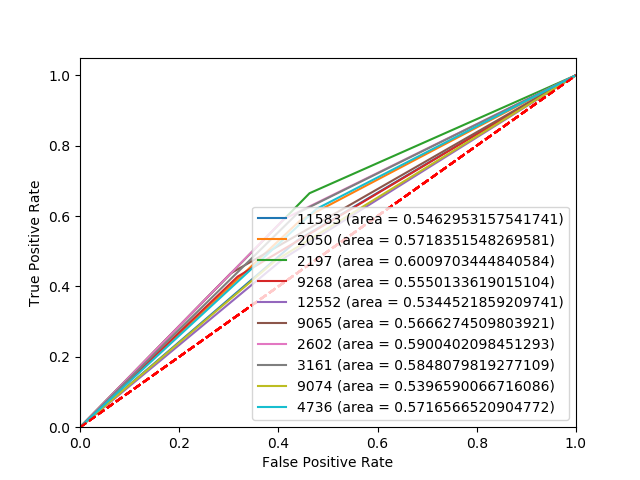 1.0
0.8
0.6
0.4
0.2
0.0
True Positive Rate
11583 (area = 0.5462953157541741)
2050 (area = 0.5718351548269581)
2197 (area = 0.6009703444840584)
9268 (area = 0.5550133619015104)
12552 (area = 0.5344521859209741)
9065 (area = 0.5666274509803921)
2602 (area = 0.5900402098451293)
3161 (area = 0.5848079819277109)
9074 (area = 0.5396590066716086)
4736 (area = 0.5716566520904772)
0.0 0.2 0.4 0.6 0.8 1.0
False Positive Rate